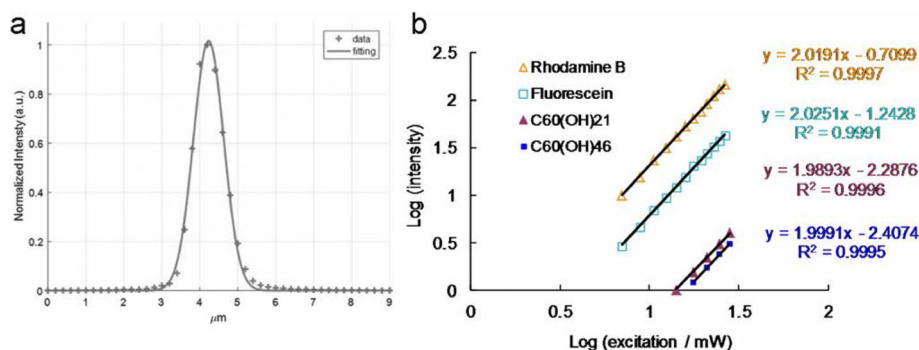 a
Normalized Intensty (a.u.)
1
0.8
0.6
0.4
0.2
0
0 1 2 3 4 5 6 7 8 9
μm
data
fitting
b
Log (intensity)
2.5
2
1.5
1
0.5
0
0 0.5 1 1.5 2
Log (excitation / mW)
Rhodamine B
Fluorescein
C60(OH)21
C60(OH)46
y = 2.0191x − 0.7099
R² = 0.9997
y = 2.0251x − 1.2428
R² = 0.9991
y = 1.9893x − 2.2876
R² = 0.9996
y = 1.9991x − 2.4074
R² = 0.9995